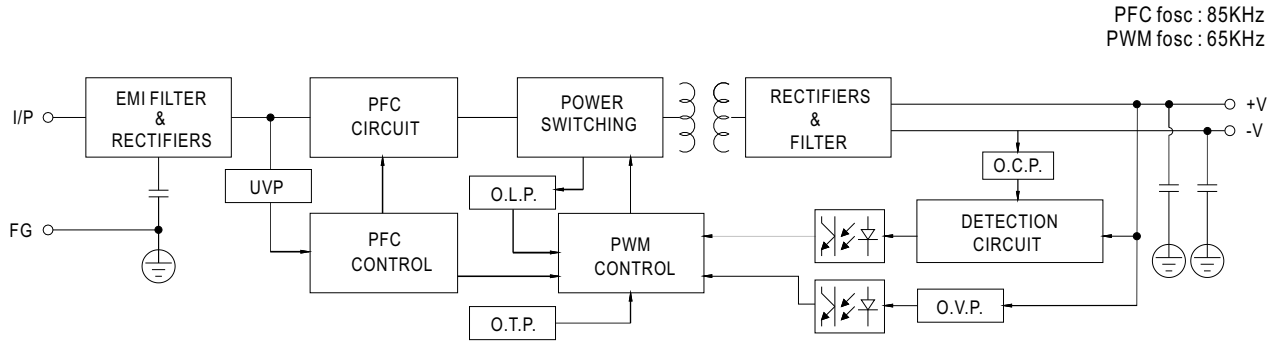 PFC fosc : 85KHz
PWM fosc : 65KHz
I/P
EMI FILTER
&
RECTIFIERS
PFC
CIRCUIT
POWER
SWITCHING
RECTIFIERS
&
FILTER
+V
-V
UVP
O.L.P.
O.C.P.
FG
PFC
CONTROL
PWM
CONTROL
DETECTION
CIRCUIT
O.T.P.
O.V.P.